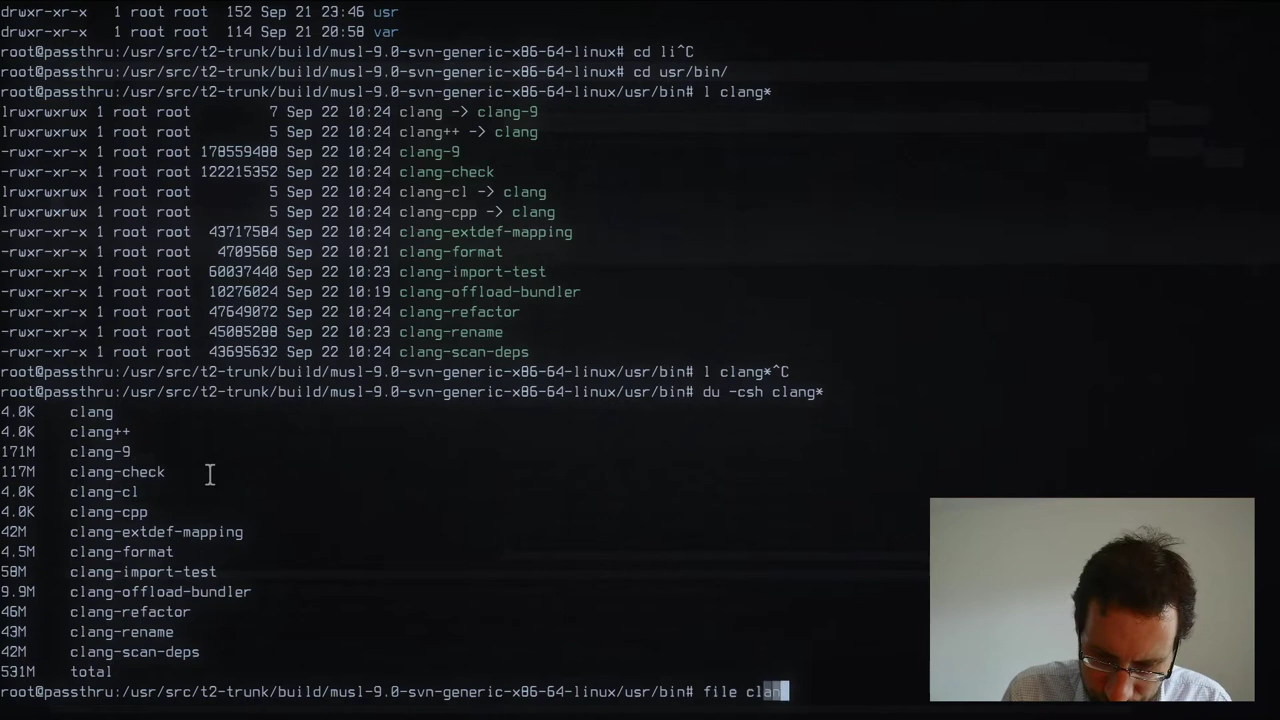 drwxr-xr-x   1 root root   152 Sep 21 23:46 usr
drwxr-xr-x   1 root root   114 Sep 21 20:58 var
root@passthru:/usr/src/t2-trunk/build/musl-9.0-svn-generic-x86-64-linux# cd li^C
root@passthru:/usr/src/t2-trunk/build/musl-9.0-svn-generic-x86-64-linux# cd usr/bin/
root@passthru:/usr/src/t2-trunk/build/musl-9.0-svn-generic-x86-64-linux/usr/bin# l clang*
lrwxrwxrwx 1 root root         7 Sep 22 10:24 clang -> clang-9
lrwxrwxrwx 1 root root         5 Sep 22 10:24 clang++ -> clang
-rwxr-xr-x 1 root root 178559488 Sep 22 10:24 clang-9
-rwxr-xr-x 1 root root 122215352 Sep 22 10:24 clang-check
lrwxrwxrwx 1 root root         5 Sep 22 10:24 clang-cl -> clang
lrwxrwxrwx 1 root root         5 Sep 22 10:24 clang-cpp -> clang
-rwxr-xr-x 1 root root  43717584 Sep 22 10:24 clang-extdef-mapping
-rwxr-xr-x 1 root root   4709568 Sep 22 10:21 clang-format
-rwxr-xr-x 1 root root  60037440 Sep 22 10:23 clang-import-test
-rwxr-xr-x 1 root root  10276024 Sep 22 10:19 clang-offload-bundler
-rwxr-xr-x 1 root root  47649072 Sep 22 10:24 clang-refactor
-rwxr-xr-x 1 root root  45085288 Sep 22 10:23 clang-rename
-rwxr-xr-x 1 root root  43695632 Sep 22 10:24 clang-scan-deps
root@passthru:/usr/src/t2-trunk/build/musl-9.0-svn-generic-x86-64-linux/usr/bin# l clang*^C
root@passthru:/usr/src/t2-trunk/build/musl-9.0-svn-generic-x86-64-linux/usr/bin# du -csh clang*
4.0K    clang
4.0K    clang++
171M    clang-9
117M    clang-check
4.0K    clang-cl
4.0K    clang-cpp
42M     clang-extdef-mapping
4.5M    clang-format
58M     clang-import-test
9.9M    clang-offload-bundler
46M     clang-refactor
43M     clang-rename
42M     clang-scan-deps
531M    total
root@passthru:/usr/src/t2-trunk/build/musl-9.0-svn-generic-x86-64-linux/usr/bin# file clan